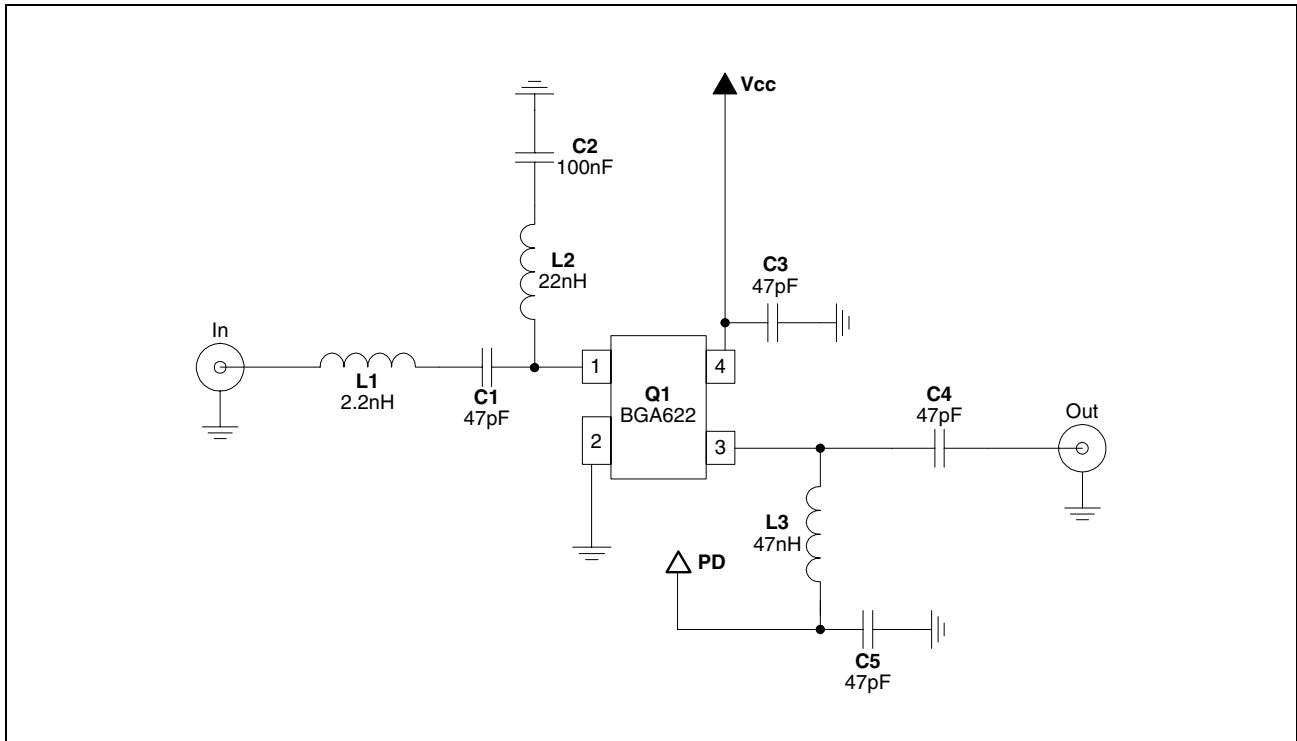 Vcc
C2
100nF
L2
22nH
C3
47pF
In
L1
2.2nH
C1
47pF
1
4
Q1
BGA622
2
3
C4
47pF
Out
L3
47nH
PD
C5
47pF